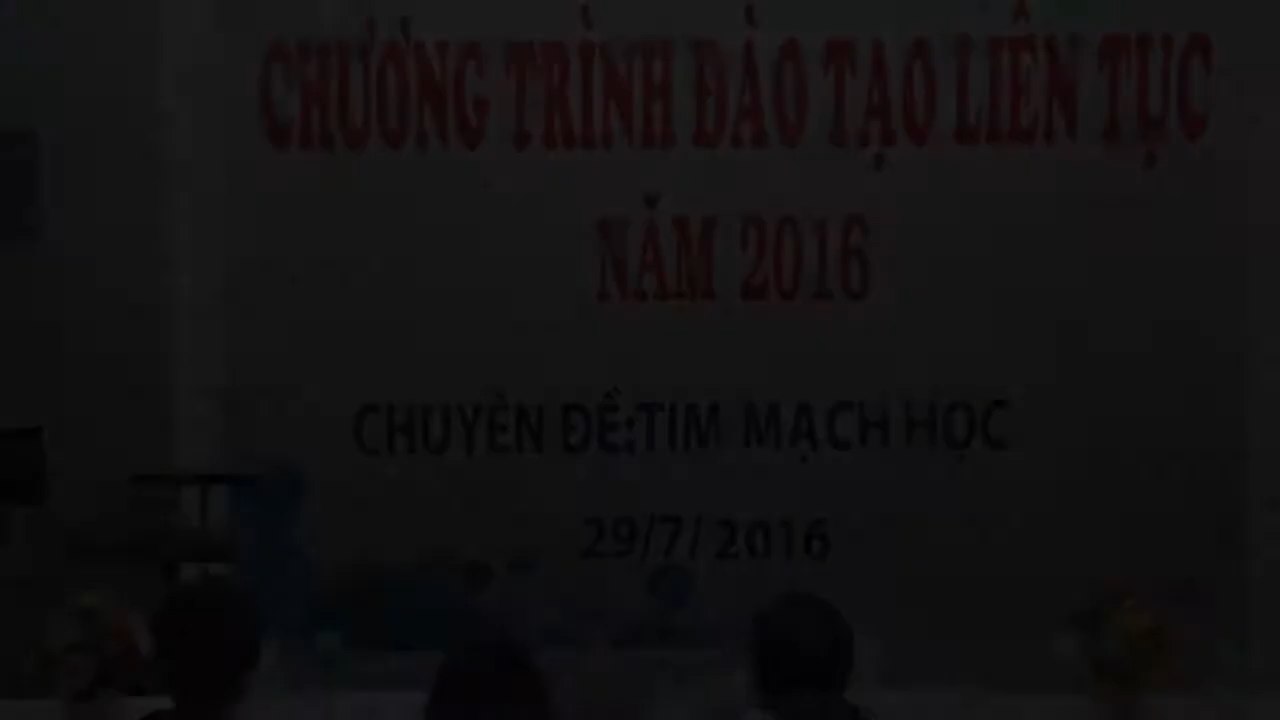 CHƯƠNG TRÌNH ĐÀO TẠO LIÊN TỤC
NĂM 2016
CHUYÊN ĐỀ:TIM MẠCH HỌC
29/7/2016